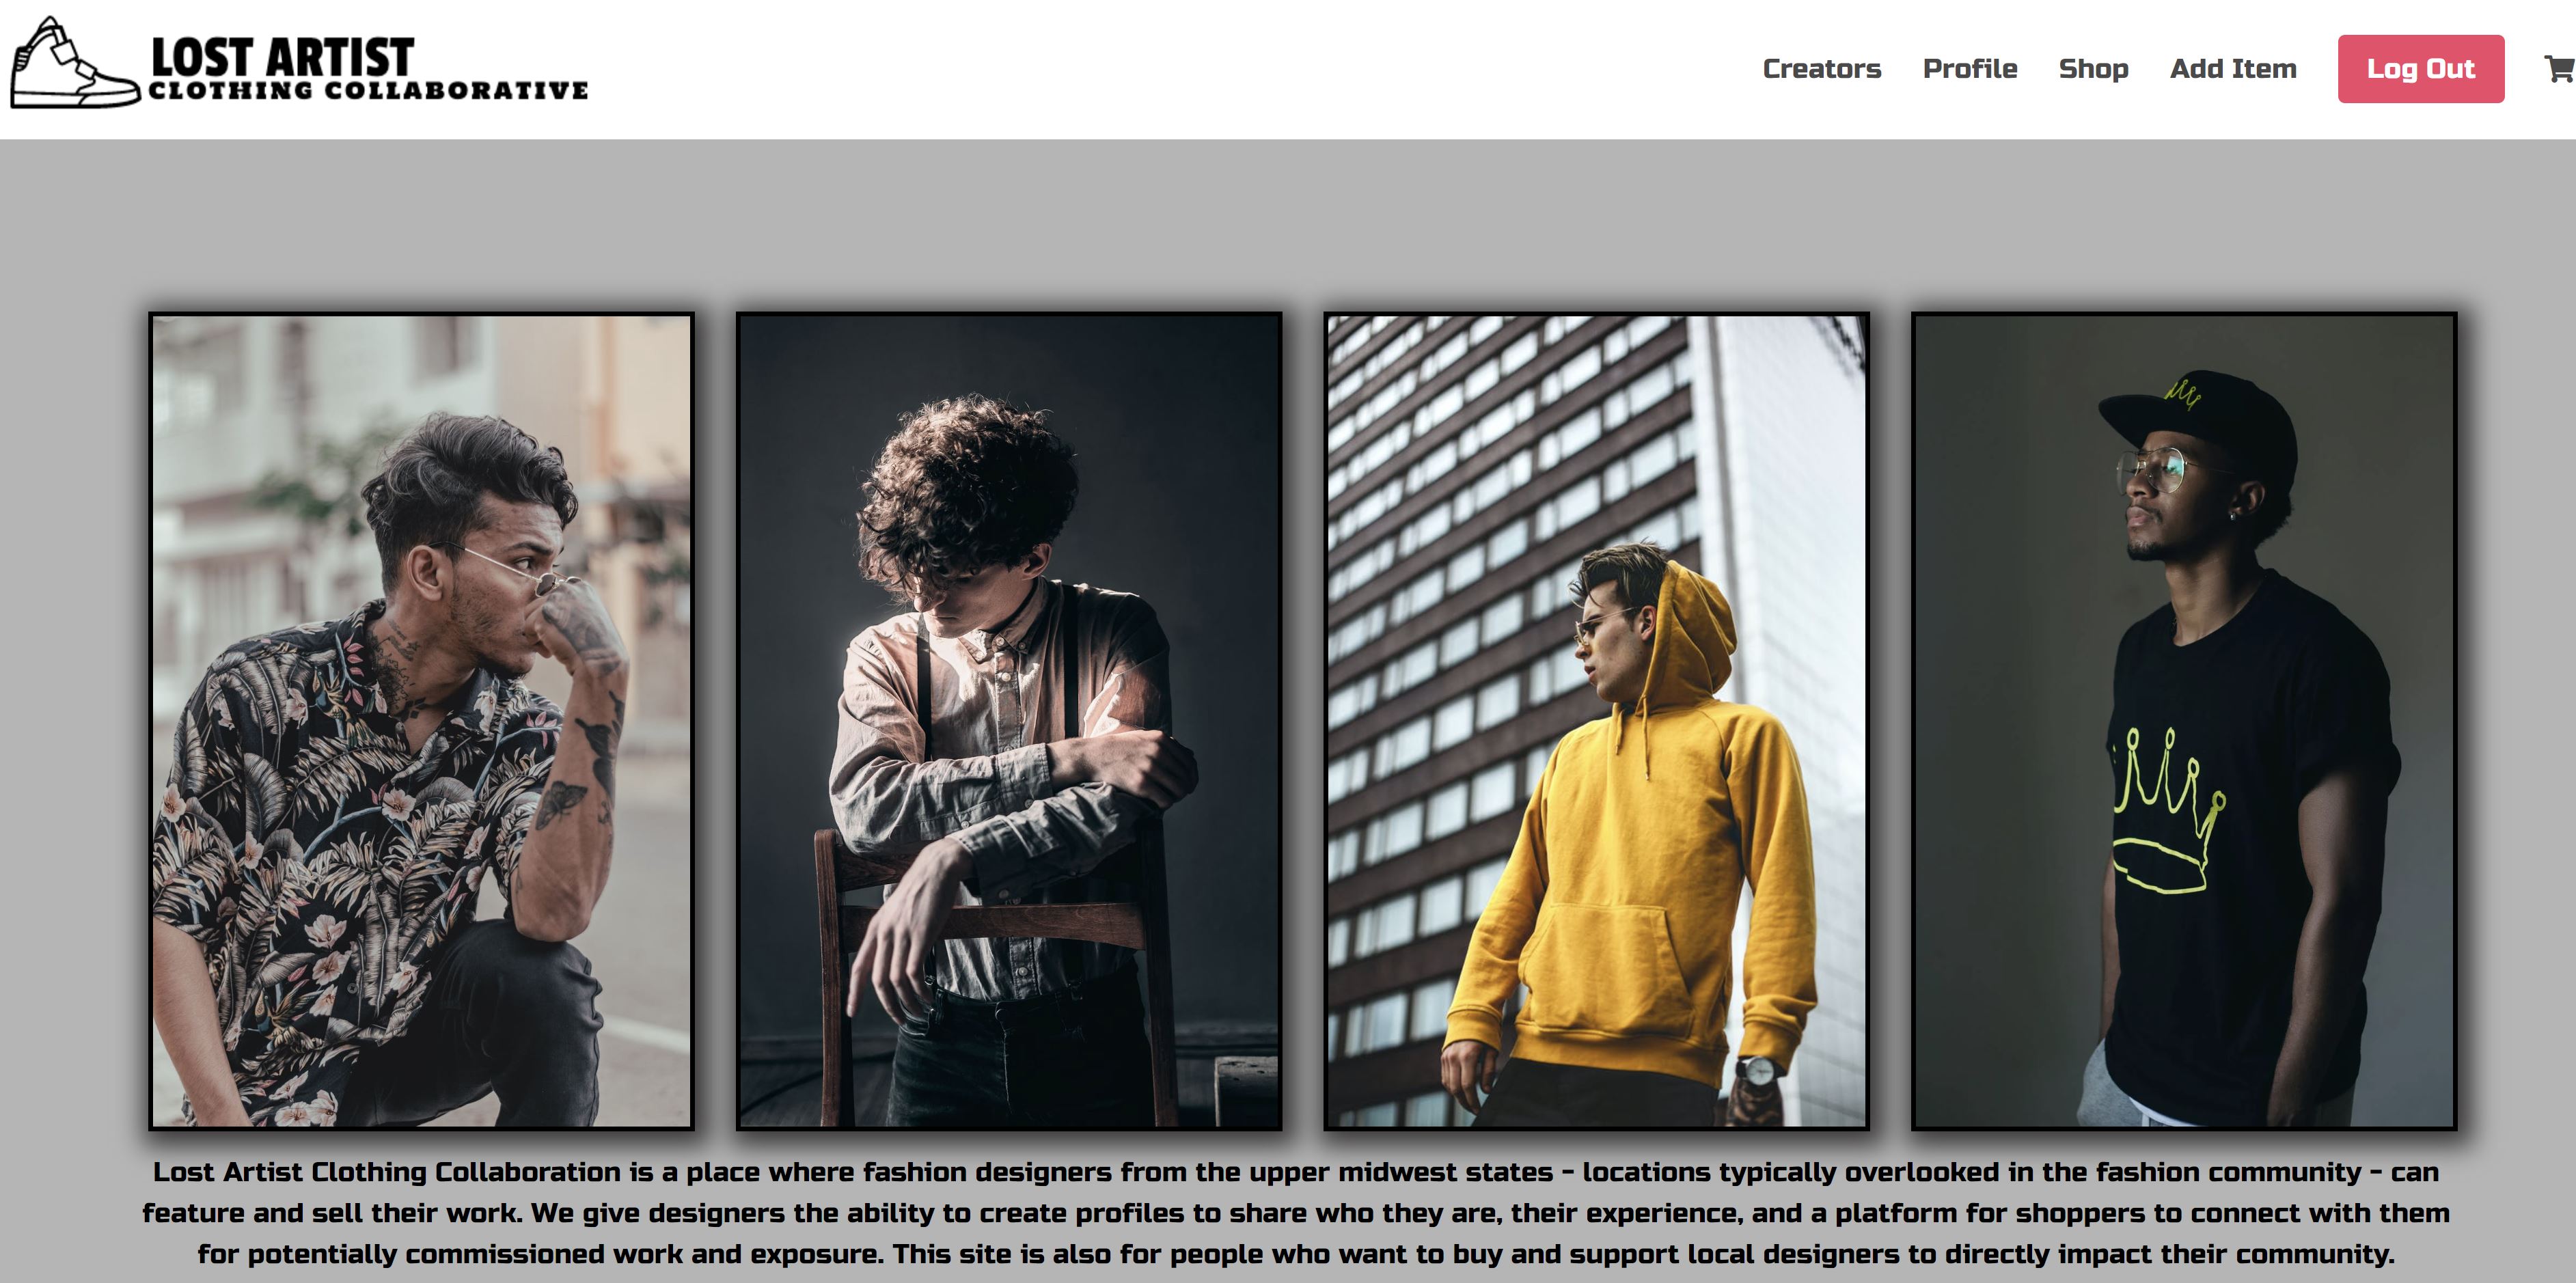 LOST ARTIST
CLOTHING COLLABORATIVE
Creators Profile Shop Add Item Log Out
Lost Artist Clothing Collaboration is a place where fashion designers from the upper midwest states - locations typically overlooked in the fashion community - can
feature and sell their work. We give designers the ability to create profiles to share who they are, their experience, and a platform for shoppers to connect with them
for potentially commissioned work and exposure. This site is also for people who want to buy and support local designers to directly impact their community.